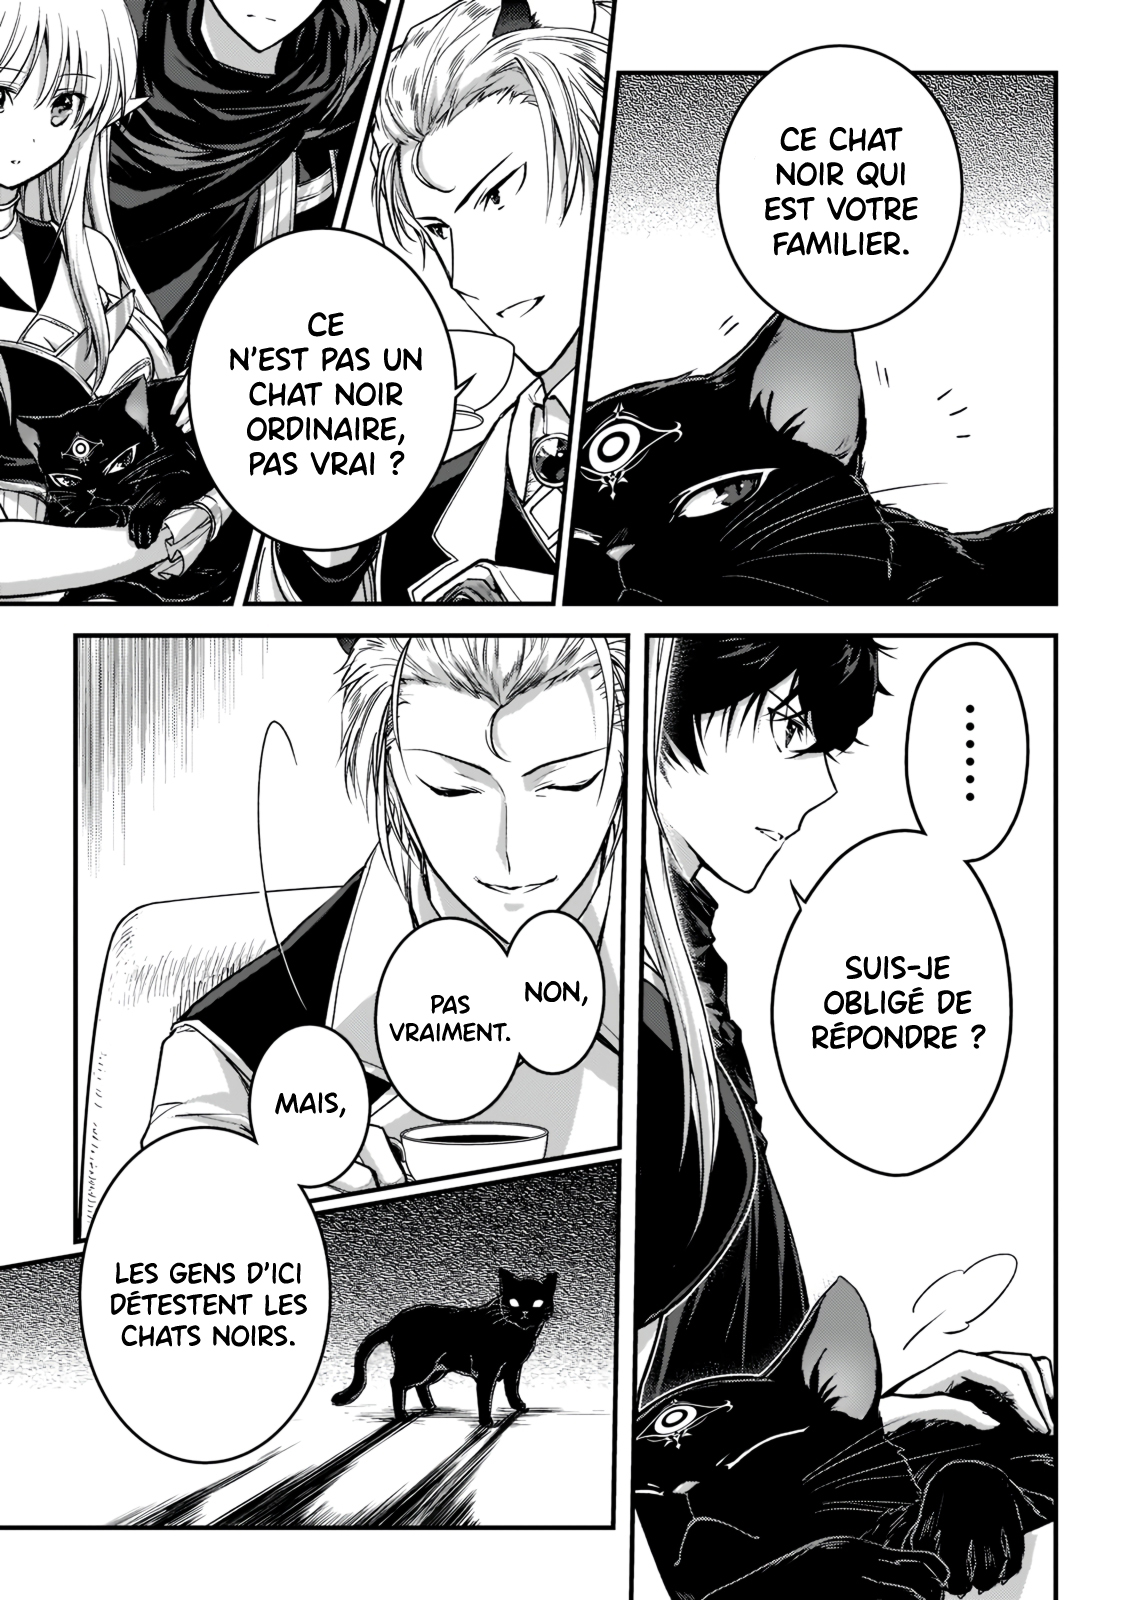 CE CHAT
NOIR QUI
EST VOTRE
FAMILIER.
CE
N'EST PAS UN
CHAT NOIR
ORDINAIRE,
PAS VRAI ?
......
SUIS-JE
OBLIGÉ DE
RÉPONDRE ?
NON,
PAS
VRAIMENT.
MAIS,
LES GENS D'ICI
DÉTESTENT LES
CHATS NOIRS.